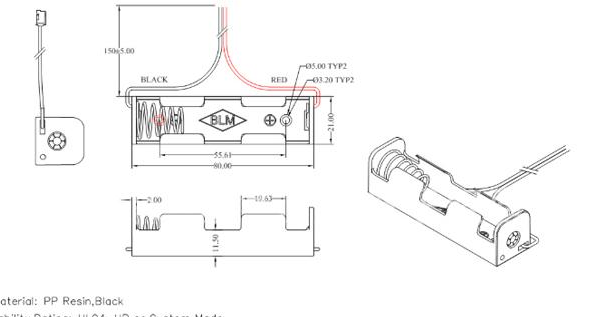 150±5.00
BLACK
RED
Ø5.00 TYP2
Ø3.20 TYP2
BLM
21.00
55.61
80.00
2.00
19.63
11.50
aterial: PP Resin,Black